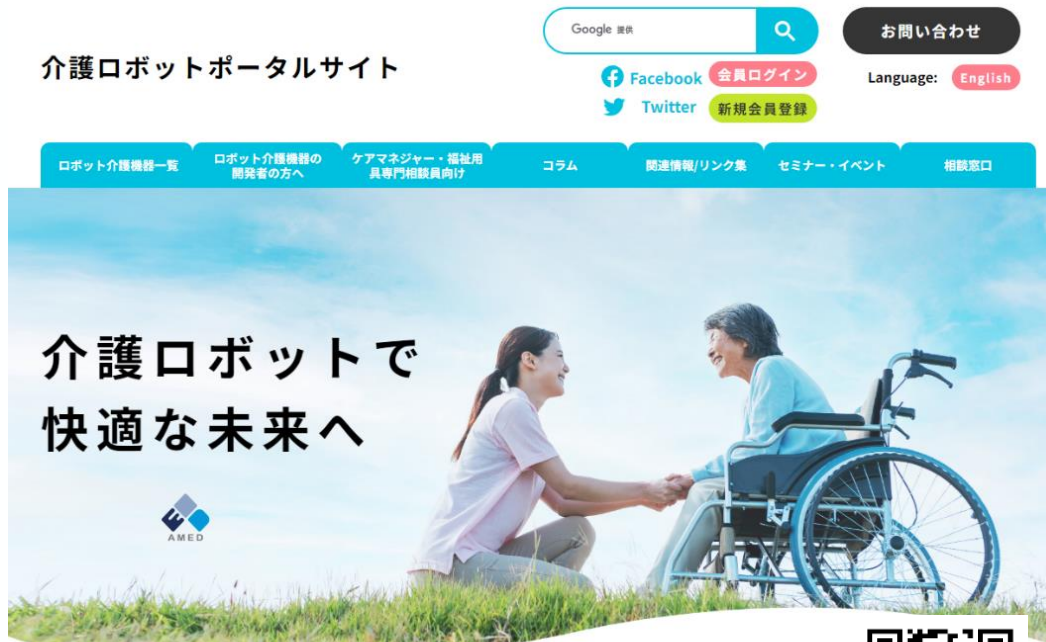 Google 提供
お問い合わせ
介護ロボットポータルサイト
Facebook
会員ログイン
Language:
English
Twitter
新規会員登録
ロボット介護機器一覧
ロボット介護機器の
開発者の方へ
ケアマネジャー・福祉用
具専門相談員向け
コラム
関連情報/リンク集
セミナー・イベント
相談窓口
介護ロボットで
快適な未来へ
AMED